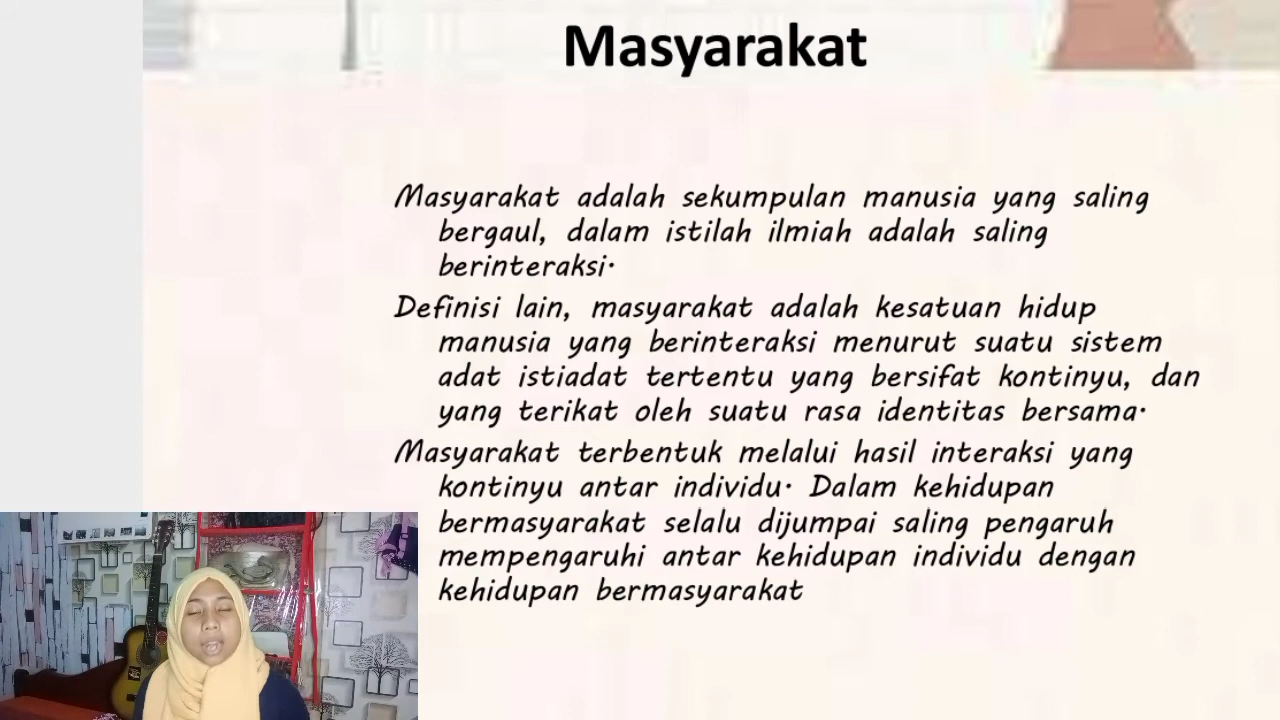 Masyarakat
Masyarakat adalah sekumpulan manusia yang saling
bergaul, dalam istilah ilmiah adalah saling
berinteraksi.
Definisi lain, masyarakat adalah kesatuan hidup
manusia yang berinteraksi menurut suatu sistem
adat istiadat tertentu yang bersifat kontinyu, dan
yang terikat oleh suatu rasa identitas bersama.
Masyarakat terbentuk melalui hasil interaksi yang
kontinyu antar individu. Dalam kehidupan
bermasyarakat selalu dijumpai saling pengaruh
mempengaruhi antar kehidupan individu dengan
kehidupan bermasyarakat